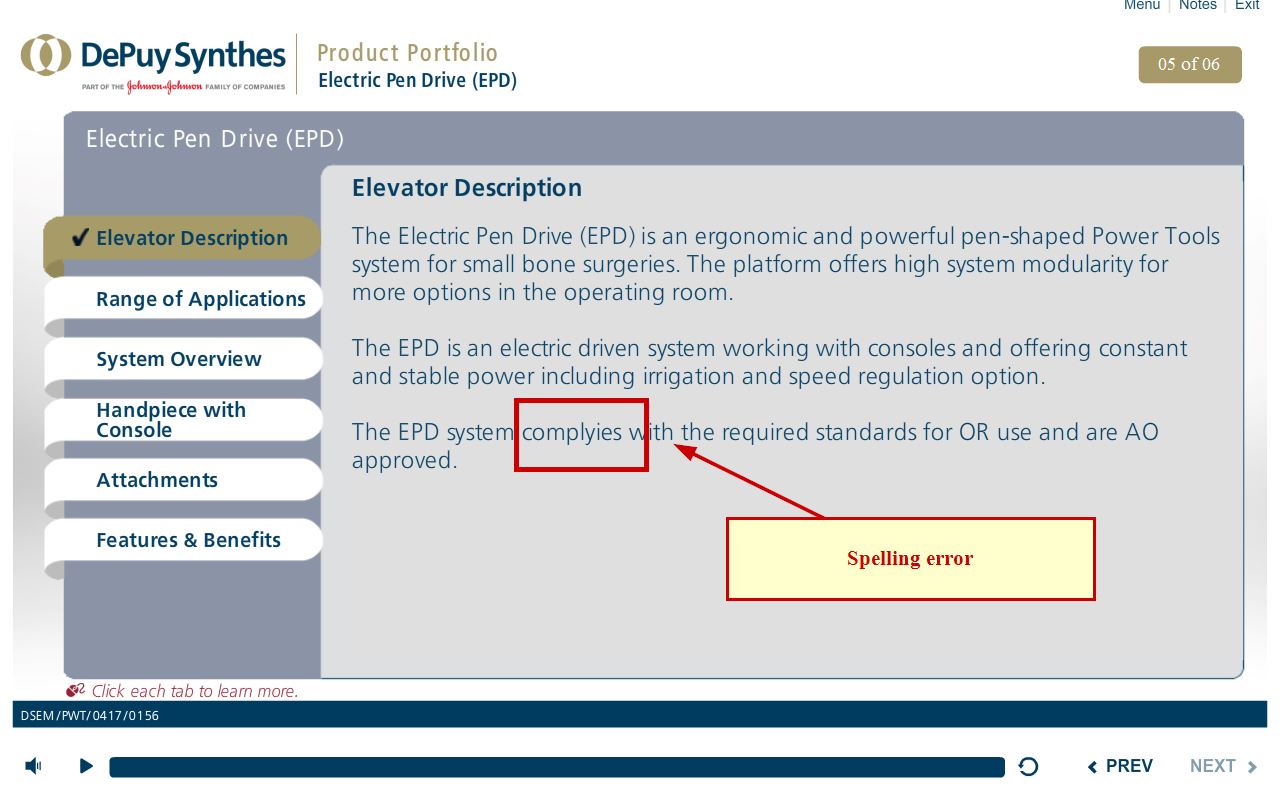 Menu | Notes | Exit
DePuy Synthes
PART OF THE Johnson & Johnson FAMILY OF COMPANIES
Product Portfolio
Electric Pen Drive (EPD)
05 of 06
Electric Pen Drive (EPD)
Elevator Description
Range of Applications
System Overview
Handpiece with
Console
Attachments
Features & Benefits
Elevator Description
The Electric Pen Drive (EPD) is an ergonomic and powerful pen-shaped Power Tools
system for small bone surgeries. The platform offers high system modularity for
more options in the operating room.
The EPD is an electric driven system working with consoles and offering constant
and stable power including irrigation and speed regulation option.
The EPD system complyies with the required standards for OR use and are AO
approved.
Spelling error
Click each tab to learn more.
DSEM/PWT/0417/0156
PREV
NEXT